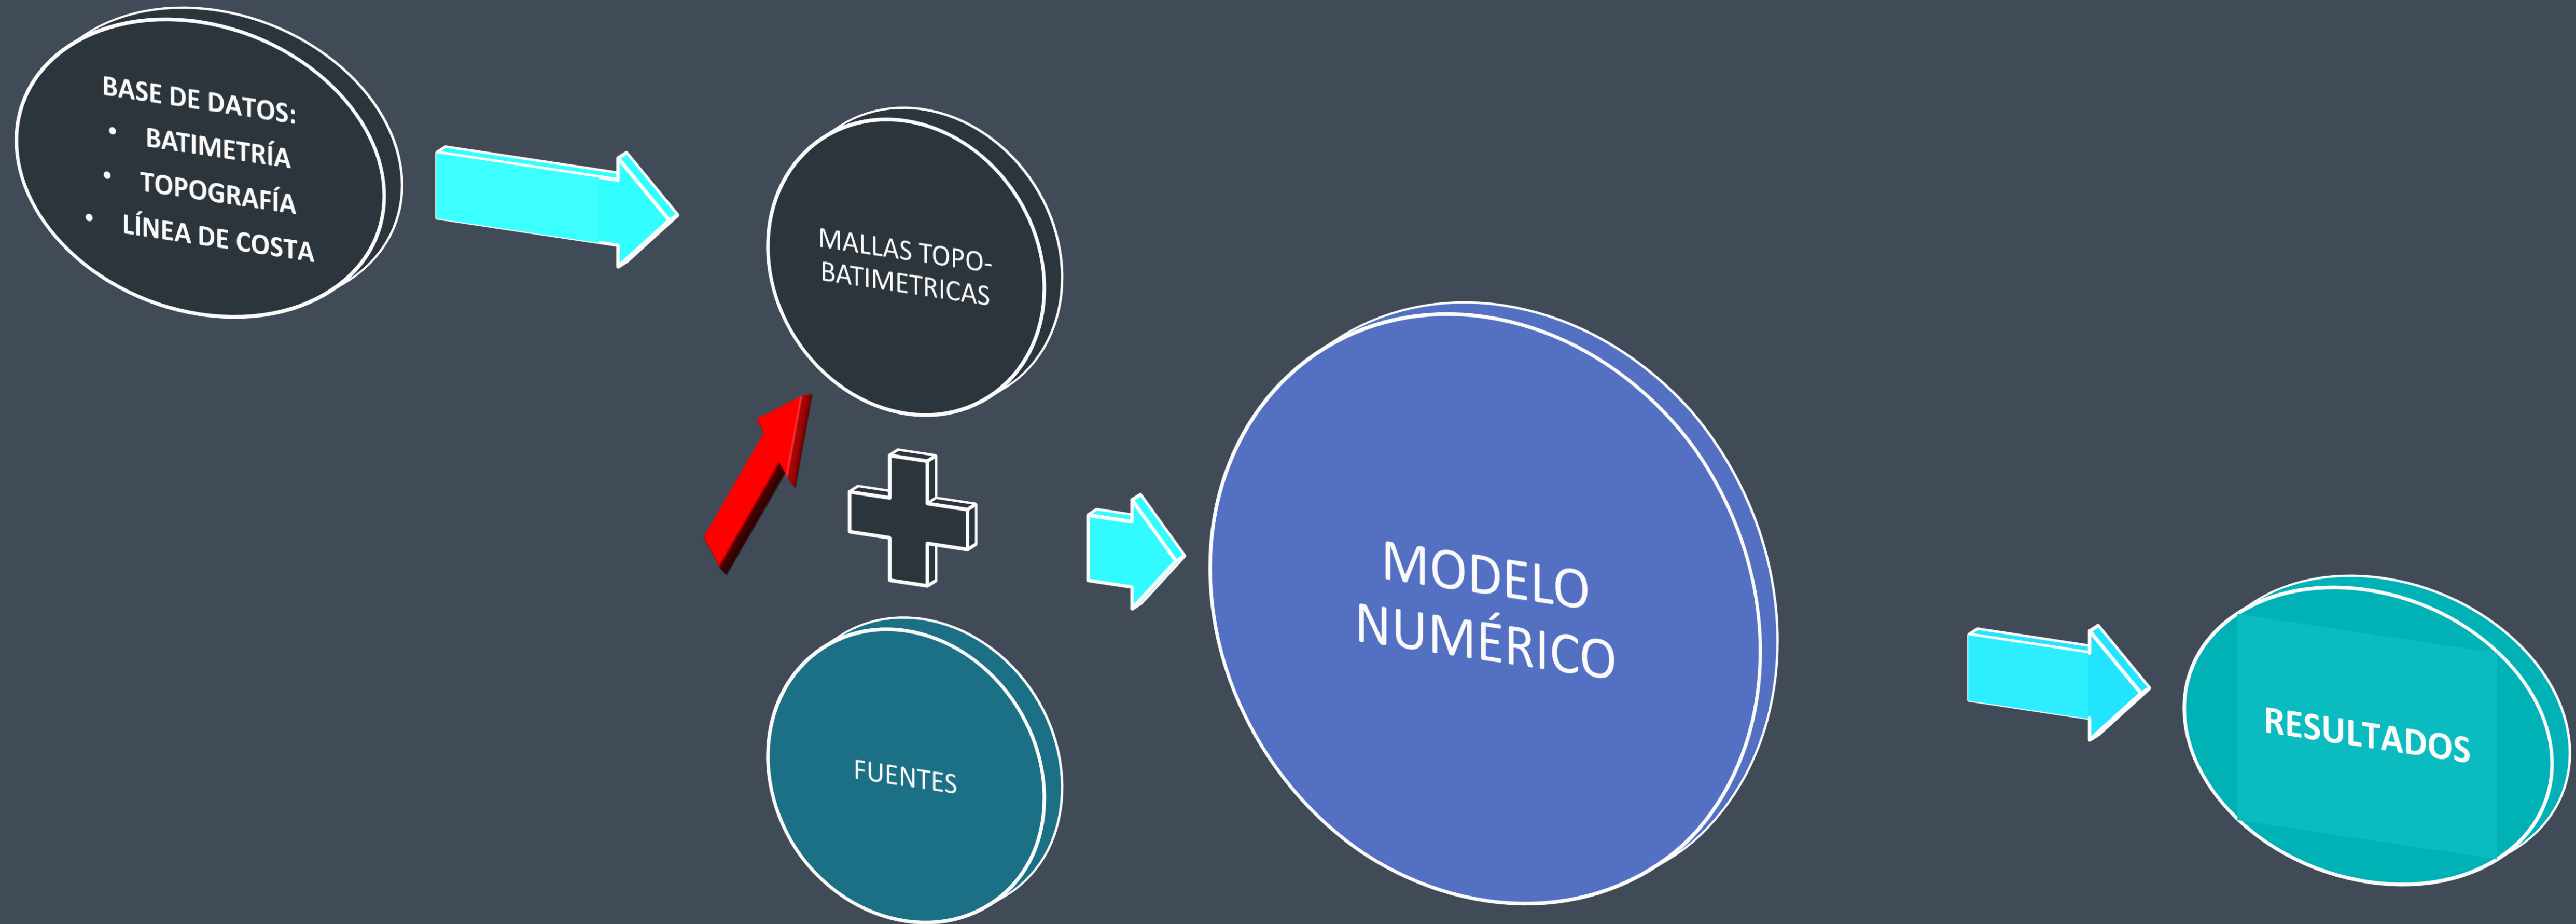 BASE DE DATOS:
• BATIMETRÍA
• TOPOGRAFÍA
• LÍNEA DE COSTA
MALLAS TOPO-
BATIMETRICAS
FUENTES
MODELO
NUMÉRICO
RESULTADOS